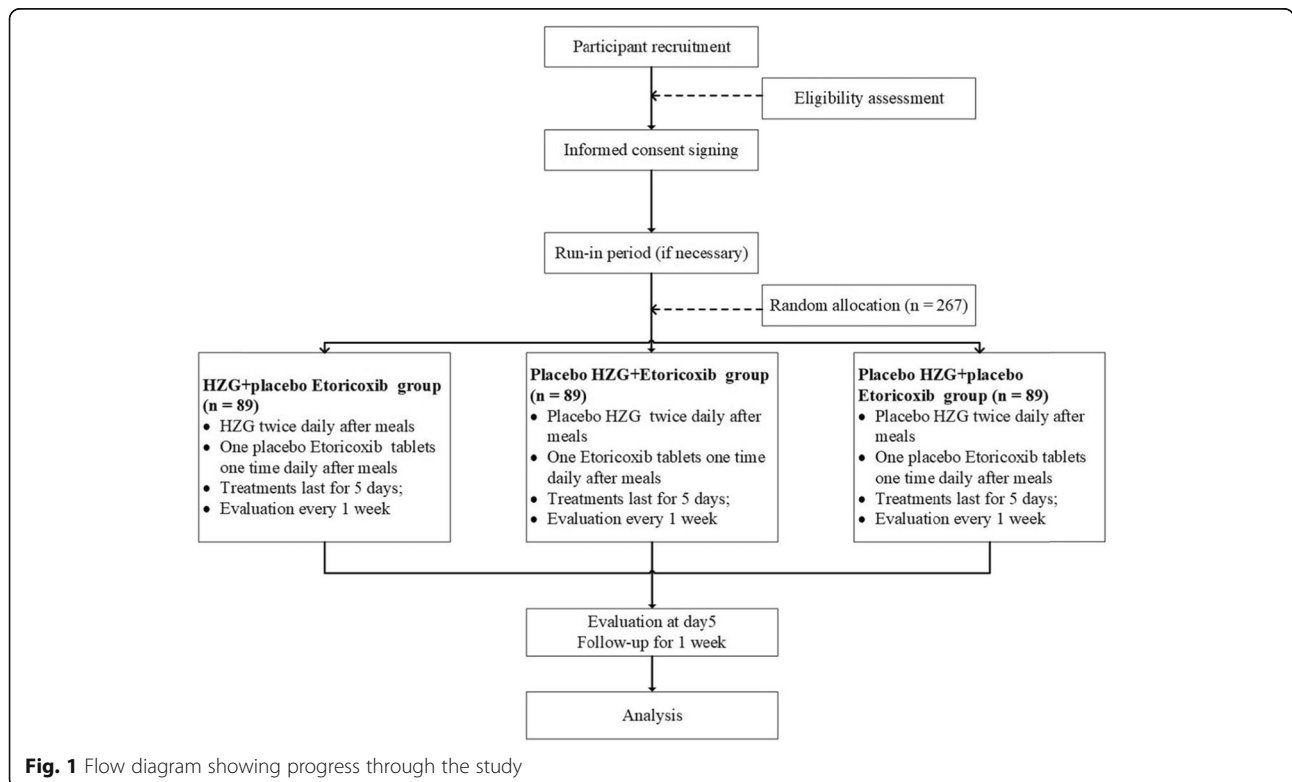 Participant recruitment
Eligibility assessment
Informed consent signing
Run-in period (if necessary)
Random allocation (n = 267)
HZG+placebo Etoricoxib group
(n = 89)
• HZG twice daily after meals
• One placebo Etoricoxib tablets
one time daily after meals
• Treatments last for 5 days;
• Evaluation every 1 week
Placebo HZG+Etoricoxib group
(n = 89)
• Placebo HZG twice daily after
meals
• One Etoricoxib tablets one time
daily after meals
• Treatments last for 5 days;
• Evaluation every 1 week
Placebo HZG+placebo
Etoricoxib group (n = 89)
• Placebo HZG twice daily after
meals
• One placebo Etoricoxib tablets
one time daily after meals
• Treatments last for 5 days;
• Evaluation every 1 week
Evaluation at day5
Follow-up for 1 week
Analysis
Fig. 1 Flow diagram showing progress through the study